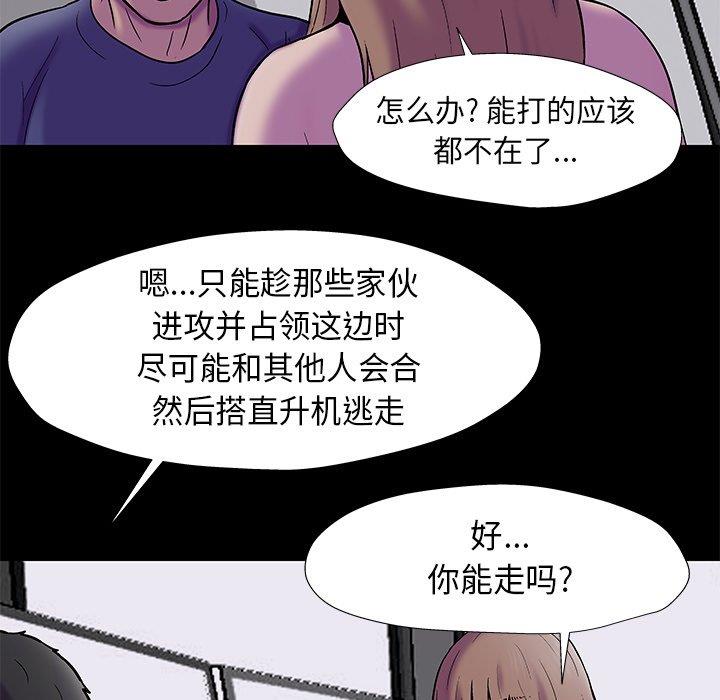 怎么办? 能打的应该
都不在了...
嗯...只能趁那些家伙
进攻并占领这边时
尽可能和其他人会合
然后搭直升机逃走
好...
你能走吗?